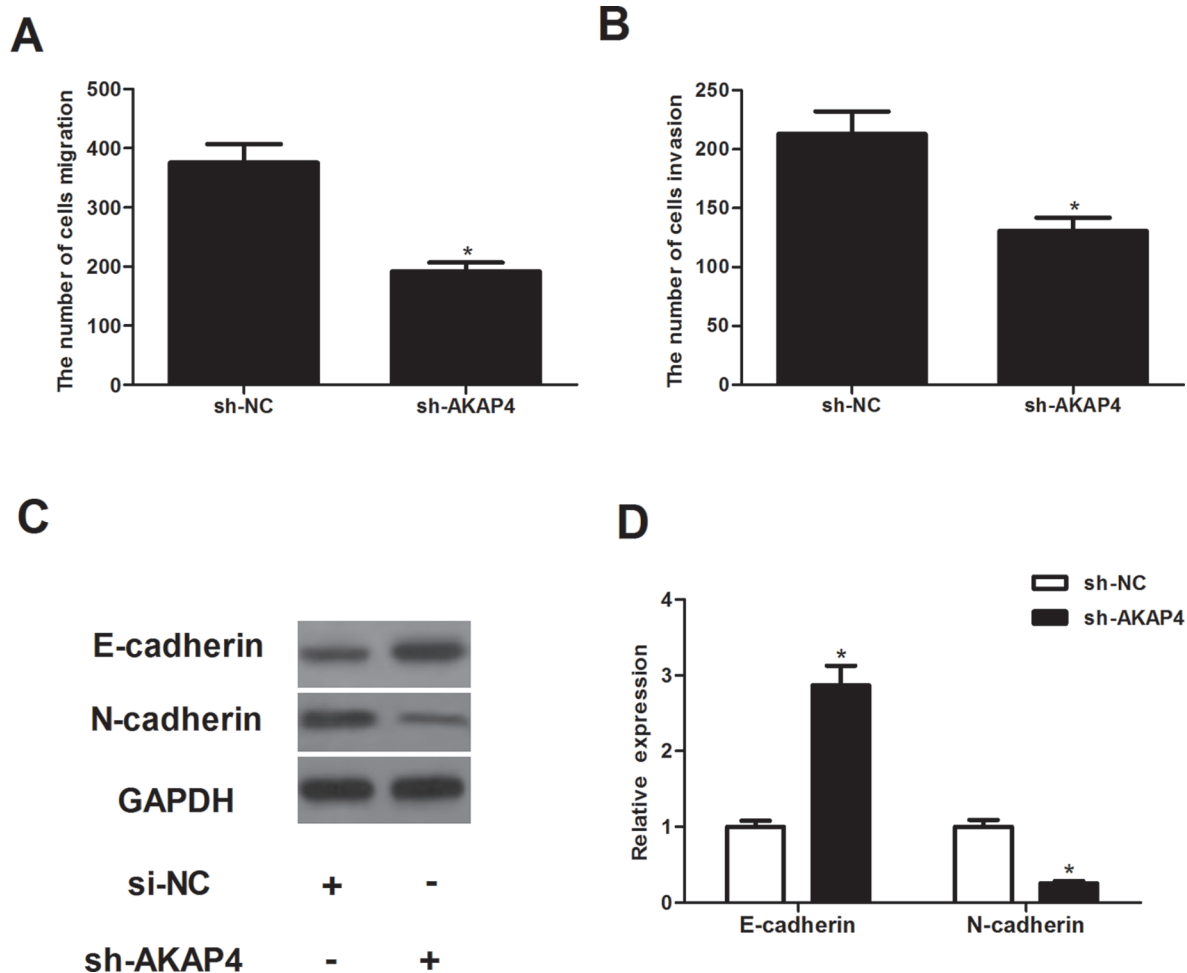 A
The number of cells migration
500
400
300
200
100
0
sh-NC
sh-AKAP4
*
B
The number of cells invasion
250
200
150
100
50
0
sh-NC
sh-AKAP4
*
C
E-cadherin
N-cadherin
GAPDH
si-NC + -
sh-AKAP4 - +
D
sh-NC
sh-AKAP4
Relative expression
4
3
2
1
0
*
*
E-cadherin
N-cadherin